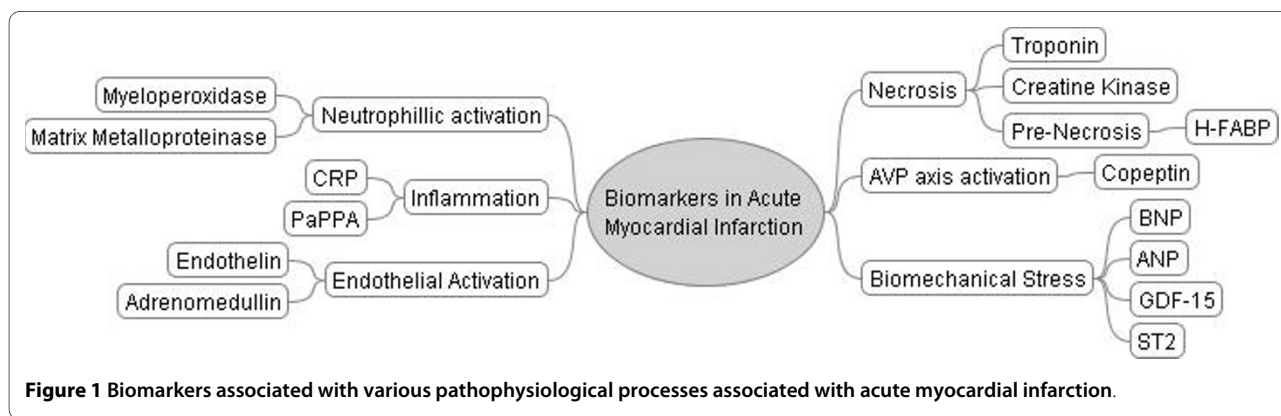 Myeloperoxidase
Matrix Metalloproteinase
Neutrophillic activation
CRP
PaPPA
Inflammation
Endothelin
Adrenomedullin
Endothelial Activation
Biomarkers in Acute
Myocardial Infarction
Necrosis
Troponin
Creatine Kinase
Pre-Necrosis
H-FABP
AVP axis activation
Copeptin
Biomechanical Stress
BNP
ANP
GDF-15
ST2
Figure 1 Biomarkers associated with various pathophysiological processes associated with acute myocardial infarction.